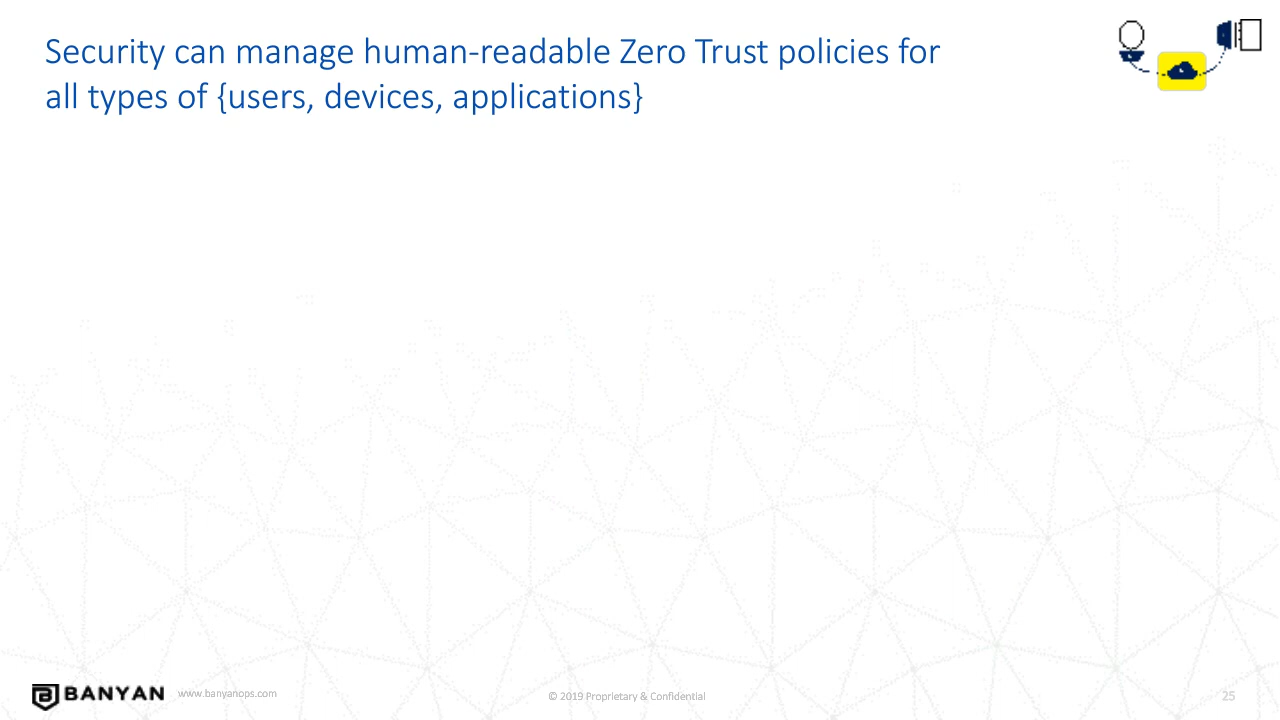 Security can manage human-readable Zero Trust policies for
all types of {users, devices, applications}
BANYAN
www.banyanops.com
© 2019 Proprietary & Confidential
25